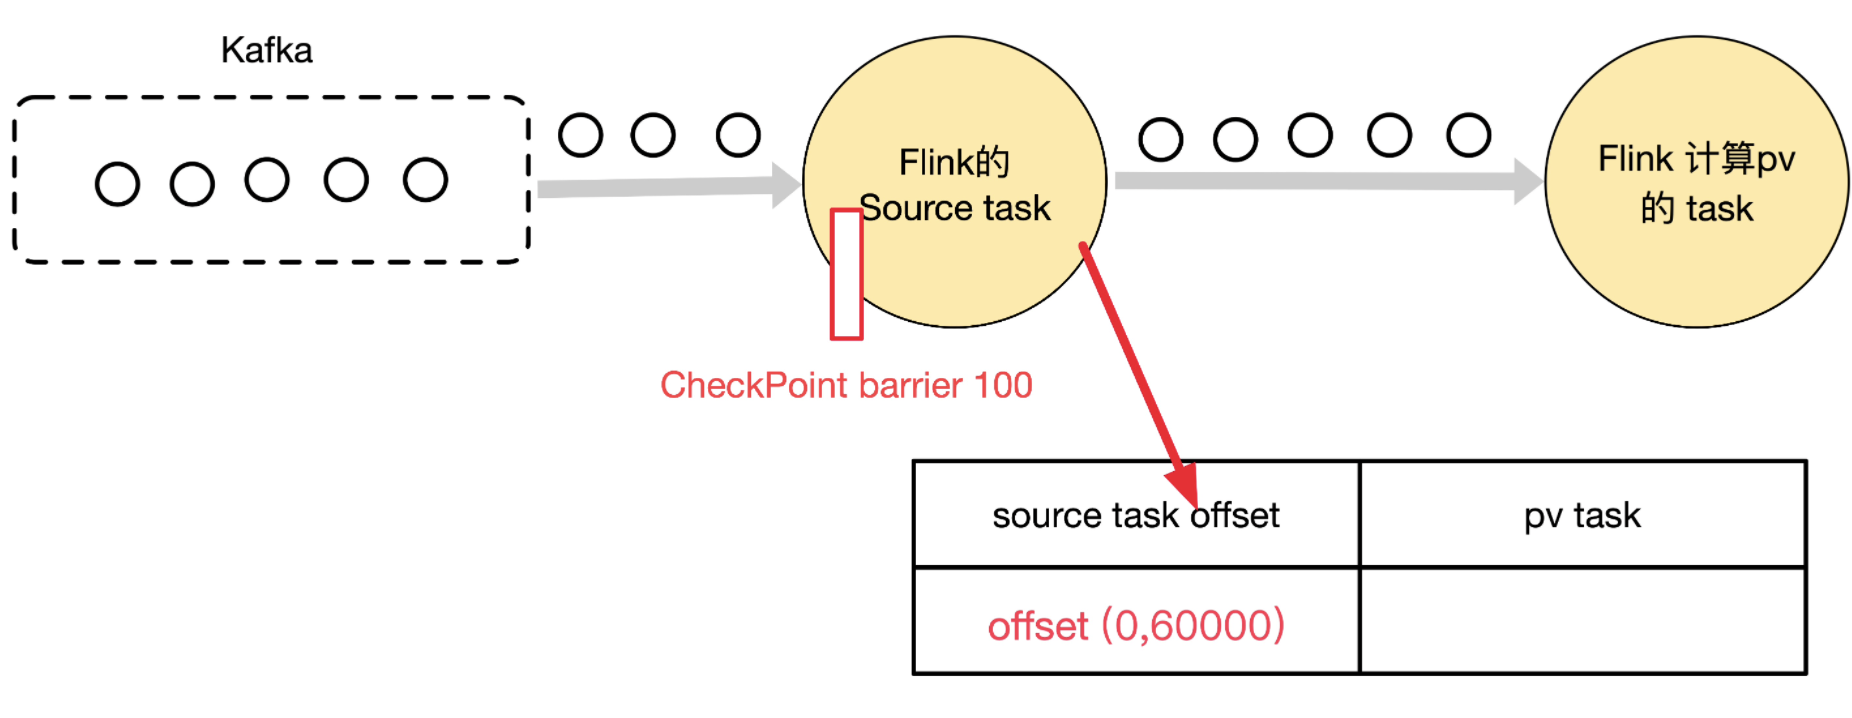 Kafka
Flink的
Source task
Flink 计算pv
的 task
CheckPoint barrier 100
source task offset
pv task
offset (0,60000)